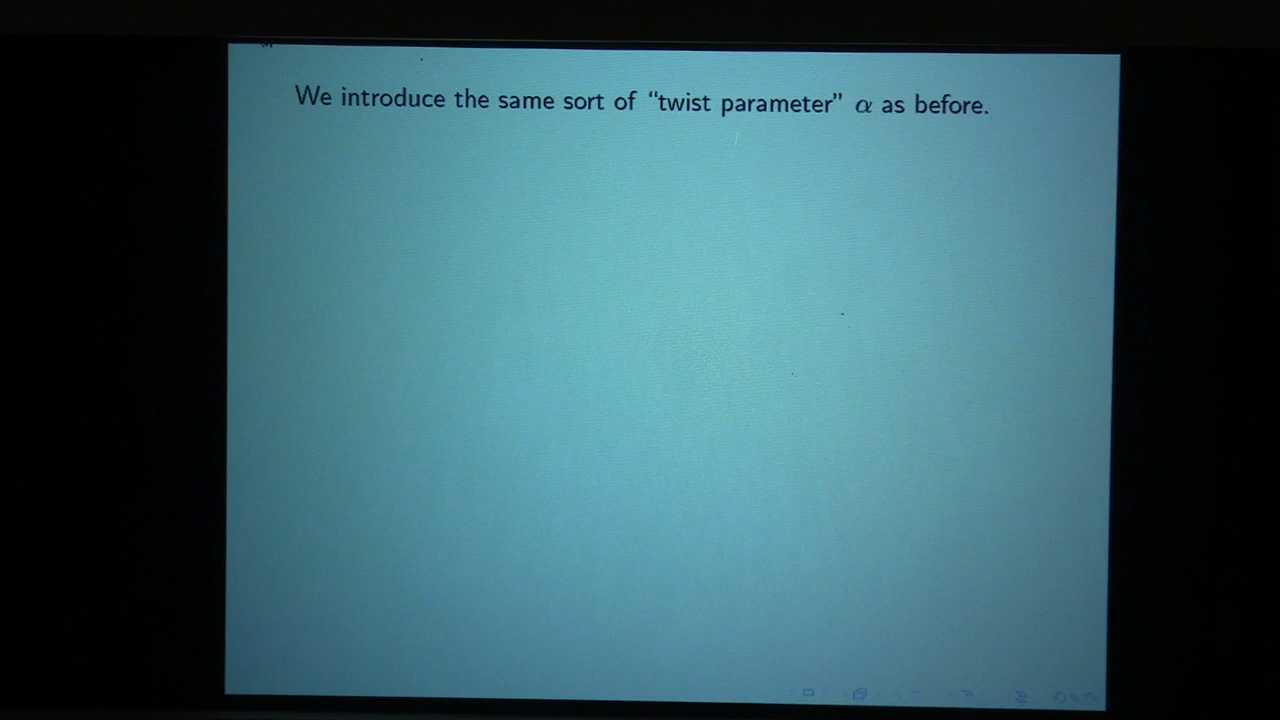 We introduce the same sort of “twist parameter” α as before.